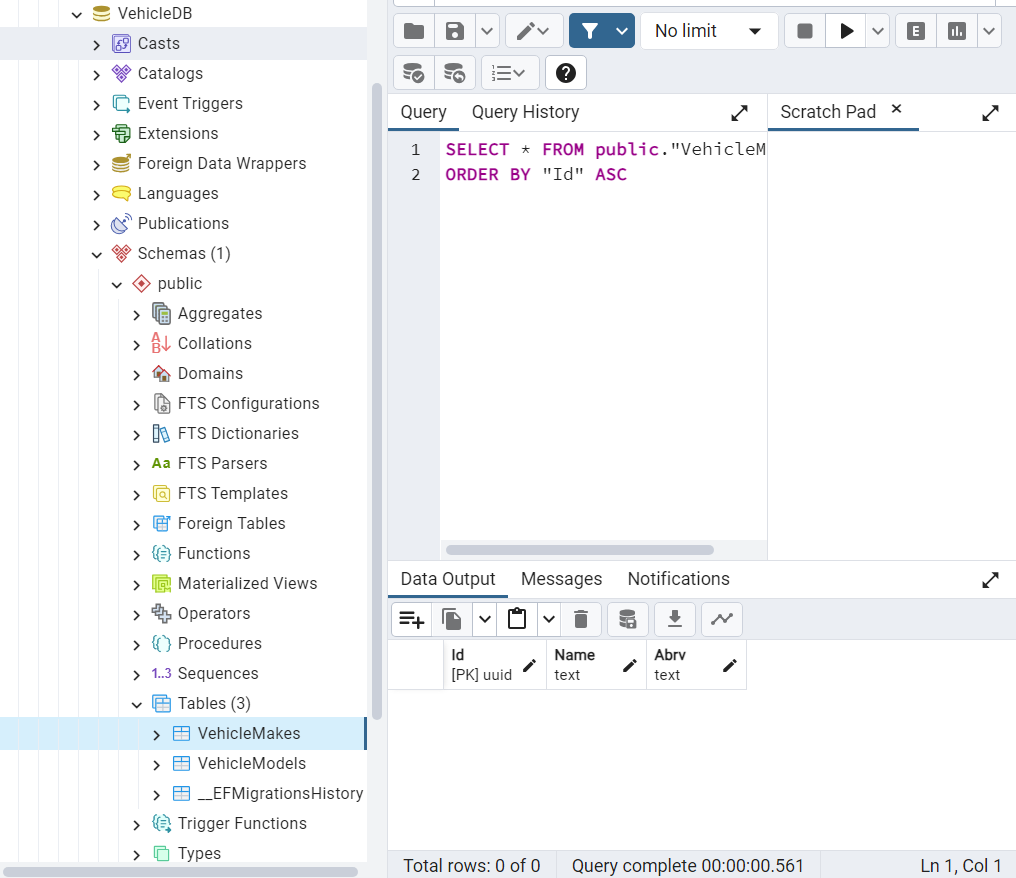 VehicleDB
Casts
Catalogs
Event Triggers
Extensions
Foreign Data Wrappers
Languages
Publications
Schemas (1)
public
Aggregates
Collations
Domains
FTS Configurations
FTS Dictionaries
Aa FTS Parsers
FTS Templates
Foreign Tables
Functions
Materialized Views
Operators
Procedures
1..3 Sequences
Tables (3)
VehicleMakes
VehicleModels
__EFMigrationsHistory
Trigger Functions
Types
No limit
E
Query Query History
Scratch Pad
1 SELECT * FROM public."VehicleM
2 ORDER BY "Id" ASC
Data Output Messages Notifications
Id Name Abrv
[PK] uuid text text
Total rows: 0 of 0 Query complete 00:00:00.561 Ln 1, Col 1